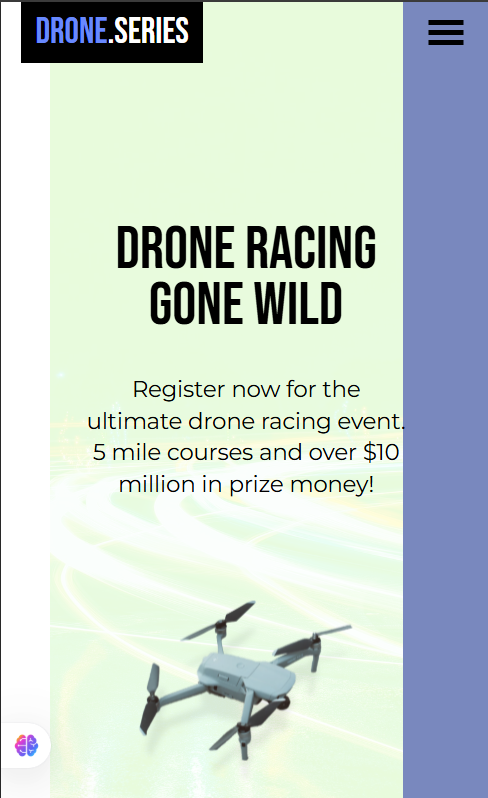 DRONE.SERIES
DRONE RACING
GONE WILD
Register now for the
ultimate drone racing event.
5 mile courses and over $10
million in prize money!